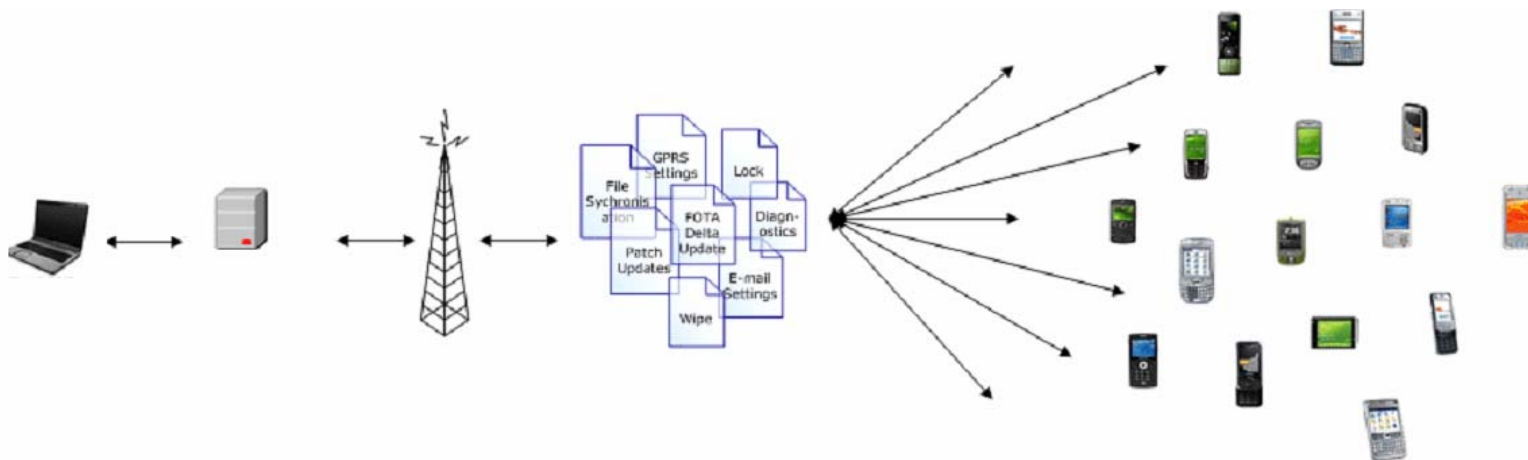 GPRS
Settings
Lock
File
Sychronis
ation
FOTA
Delta
Update
Diagn-
ostics
Patch
Updates
E-mail
Settings
Wipe